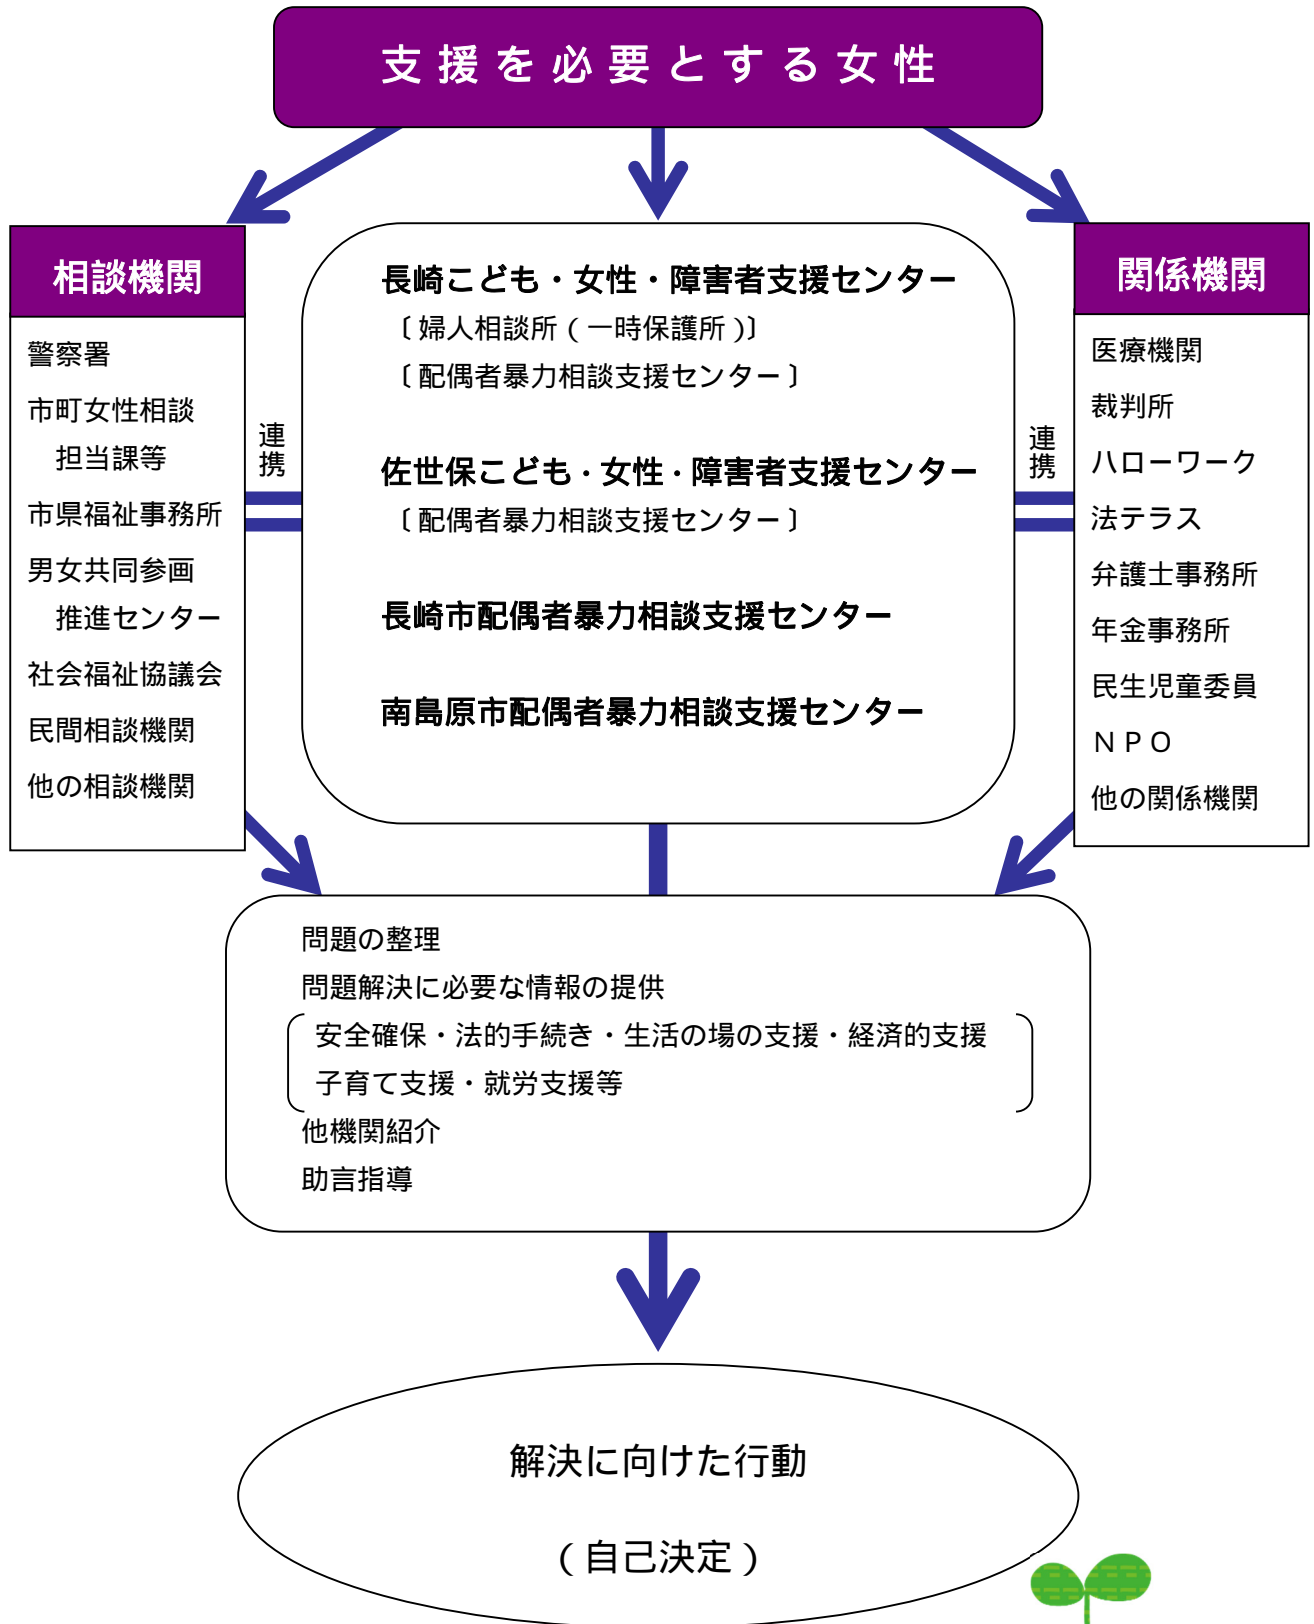 支援を必要とする女性
相談機関
警察署
市町女性相談
担当課等
市県福祉事務所
男女共同参画
推進センター
社会福祉協議会
民間相談機関
他の相談機関
連携
長崎こども・女性・障害者支援センター
〔婦人相談所(一時保護所)〕
〔配偶者暴力相談支援センター〕
佐世保こども・女性・障害者支援センター
〔配偶者暴力相談支援センター〕
長崎市配偶者暴力相談支援センター
南島原市配偶者暴力相談支援センター
連携
関係機関
医療機関
裁判所
ハローワーク
法テラス
弁護士事務所
年金事務所
民生児童委員
ＮＰＯ
他の関係機関
問題の整理
問題解決に必要な情報の提供
安全確保・法的手続き・生活の場の支援・経済的支援
子育て支援・就労支援等
他機関紹介
助言指導
解決に向けた行動
(自己決定)